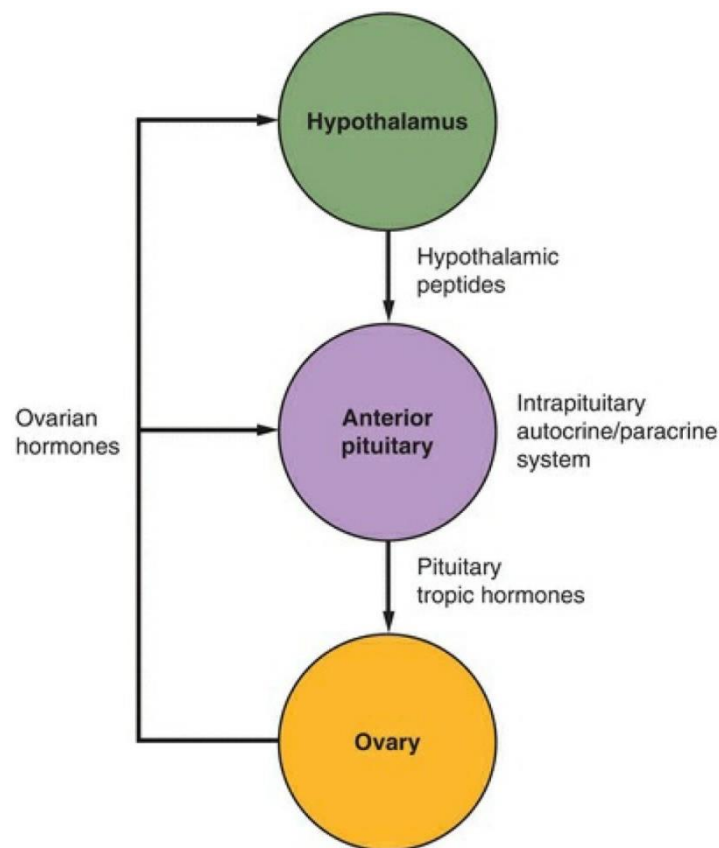 Hypothalamus
Hypothalamic
peptides
Ovarian
hormones
Anterior
pituitary
Intrapituitary
autocrine/paracrine
system
Pituitary
tropic hormones
Ovary